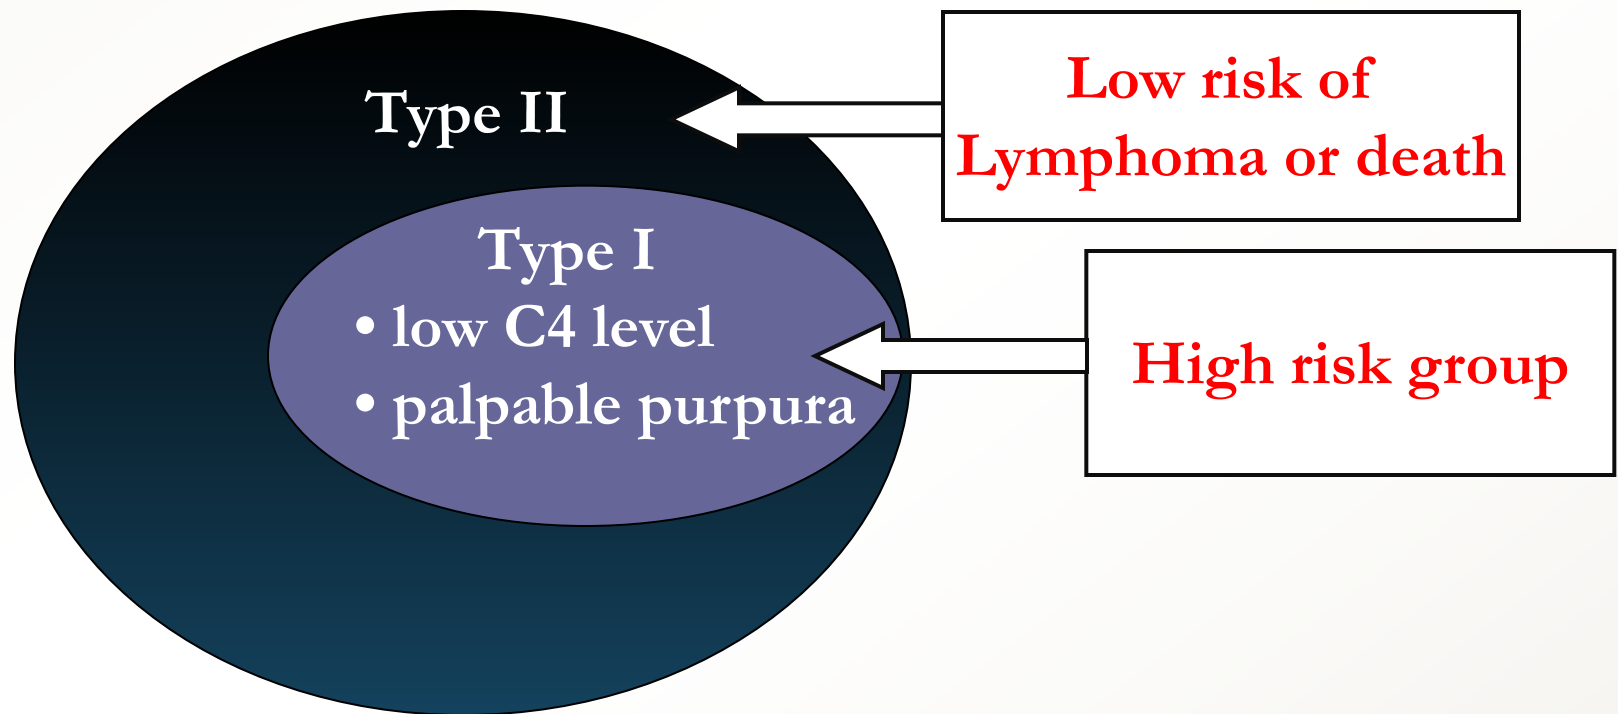 Type II
Low risk of
Lymphoma or death
Type I
• low C4 level
• palpable purpura
High risk group